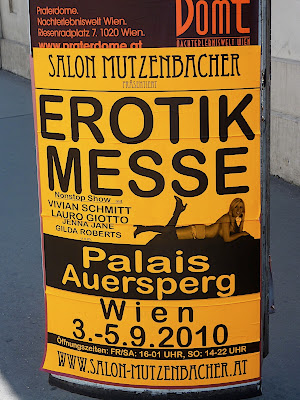 Praterdome.
Nachterlebniswelt Wien.
Riesenradplatz 7, 1020 Wien.
www.praterdome.at
Dome
NACHTERLEBNISWELT WIEN
SALON MUTZENBACHER
PRÄSENTIERT
EROTIK
MESSE
Nonstop Show
VIVIAN SCHMITT
LAURO GIOTTO
JENNA JANE
GILDA ROBERTS
Palais
Auersperg
Wien
3.-5.9.2010
Öffnungszeiten: FR/SA: 16-01 UHR, SO: 14-22 UHR
WWW.SALON-MUTZENBACHER.AT